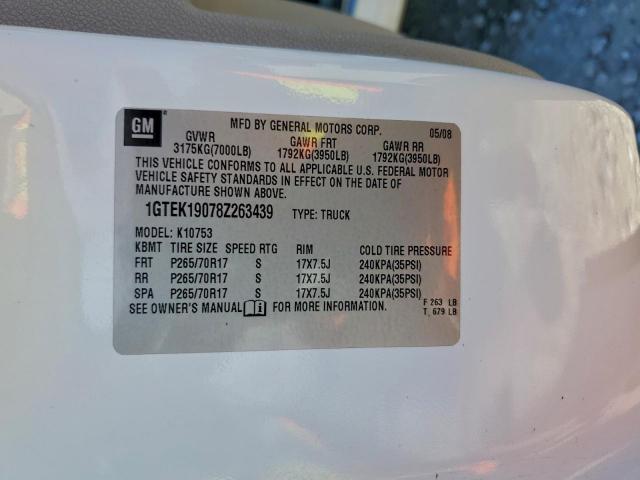 GM
MFD BY GENERAL MOTORS CORP. 05/08
GVWR GAWR FRT GAWR RR
3175KG(7000LB) 1792KG(3950LB) 1792KG(3950LB)
THIS VEHICLE CONFORMS TO ALL APPLICABLE U.S. FEDERAL MOTOR
VEHICLE SAFETY STANDARDS IN EFFECT ON THE DATE OF
MANUFACTURE SHOWN ABOVE.
1GTEK19078Z263439 TYPE: TRUCK
MODEL: K10753
KBMT TIRE SIZE SPEED RTG RIM COLD TIRE PRESSURE
FRT P265/70R17 S 17X7.5J 240KPA(35PSI)
RR P265/70R17 S 17X7.5J 240KPA(35PSI)
SPA P265/70R17 S 17X7.5J 240KPA(35PSI)
SEE OWNER'S MANUAL i FOR MORE INFORMATION. F 263 LB
T 679 LB